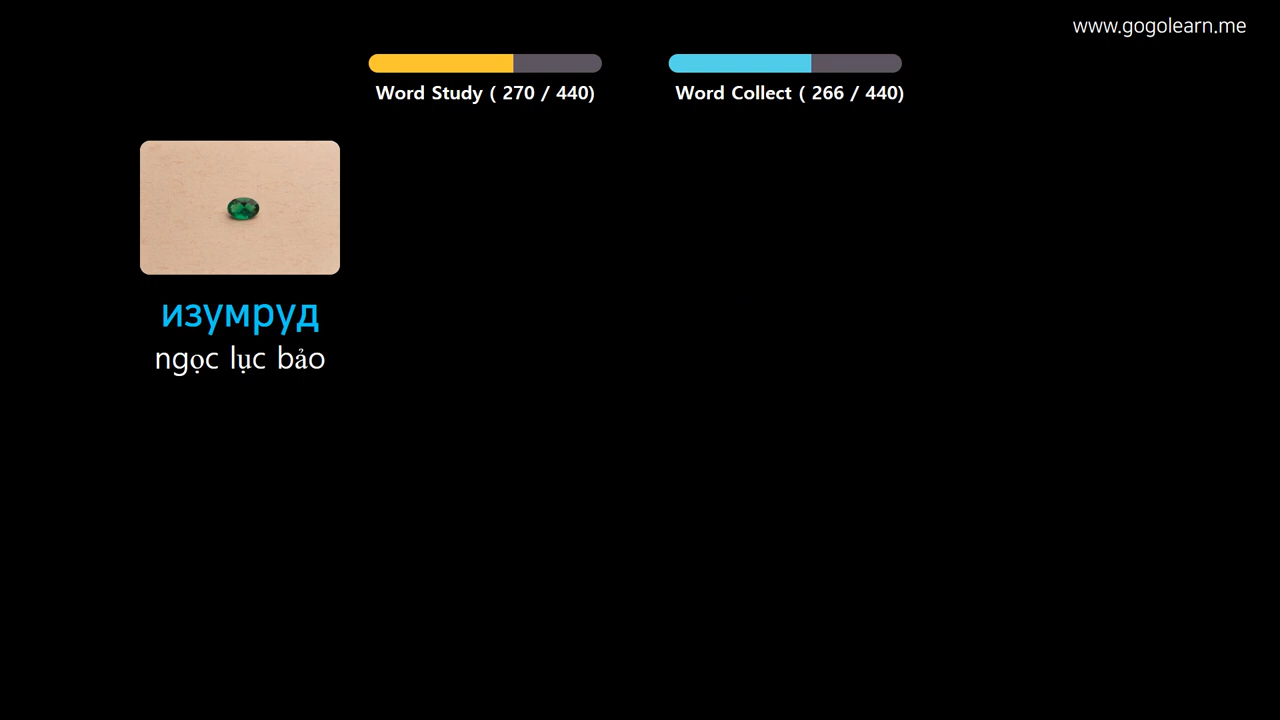 www.gogolearn.me
Word Study ( 270 / 440)
Word Collect ( 266 / 440)
изумруд
ngọc lục bảo